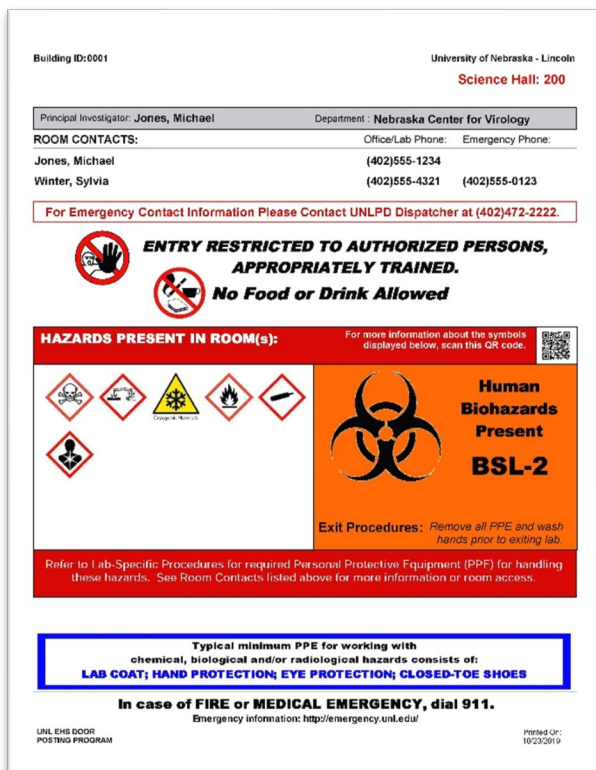 Building ID:0001
University of Nebraska - Lincoln
Science Hall: 200
Principal Investigator: Jones, Michael
Department : Nebraska Center for Virology
ROOM CONTACTS:
Office/Lab Phone:
Emergency Phone:
Jones, Michael
(402)555-1234
Winter, Sylvia
(402)555-4321
(402)555-0123
For Emergency Contact Information Please Contact UNLPD Dispatcher at (402)472-2222.
ENTRY RESTRICTED TO AUTHORIZED PERSONS,
APPROPRIATELY TRAINED.
No Food or Drink Allowed
HAZARDS PRESENT IN ROOM(s):
For more information about the symbols
displayed below, scan this QR code.
Cryogenic Materials
Human
Biohazards
Present
BSL-2
Exit Procedures: Remove all PPE and wash
hands prior to exiting lab.
Refer to Lab-Specific Procedures for required Personal Protective Equipment (PPE) for handling
these hazards. See Room Contacts listed above for more information or room access.
Typical minimum PPE for working with
chemical, biological and/or radiological hazards consists of:
LAB COAT; HAND PROTECTION; EYE PROTECTION; CLOSED-TOE SHOES
In case of FIRE or MEDICAL EMERGENCY, dial 911.
Emergency information: http://emergency.unl.edu/
UNL EHS DOOR
POSTING PROGRAM
Printed On:
10/23/2019